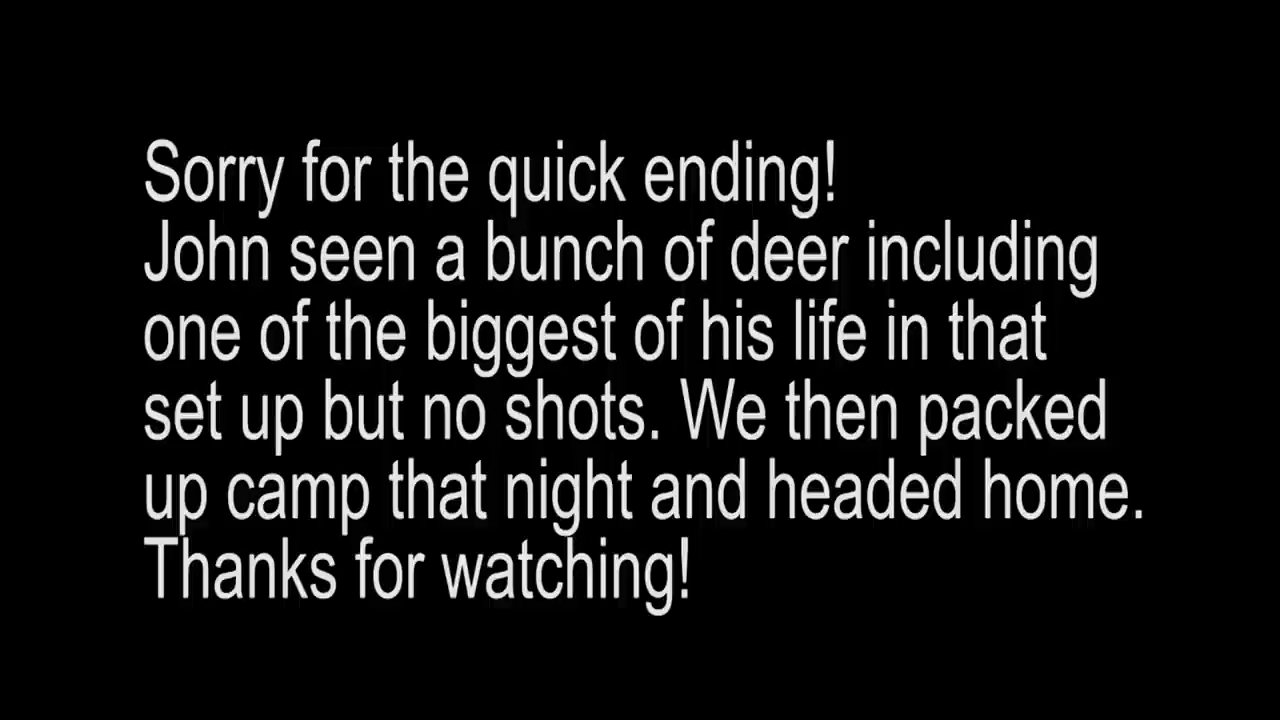 Sorry for the quick ending!
John seen a bunch of deer including
one of the biggest of his life in that
set up but no shots. We then packed
up camp that night and headed home.
Thanks for watching!